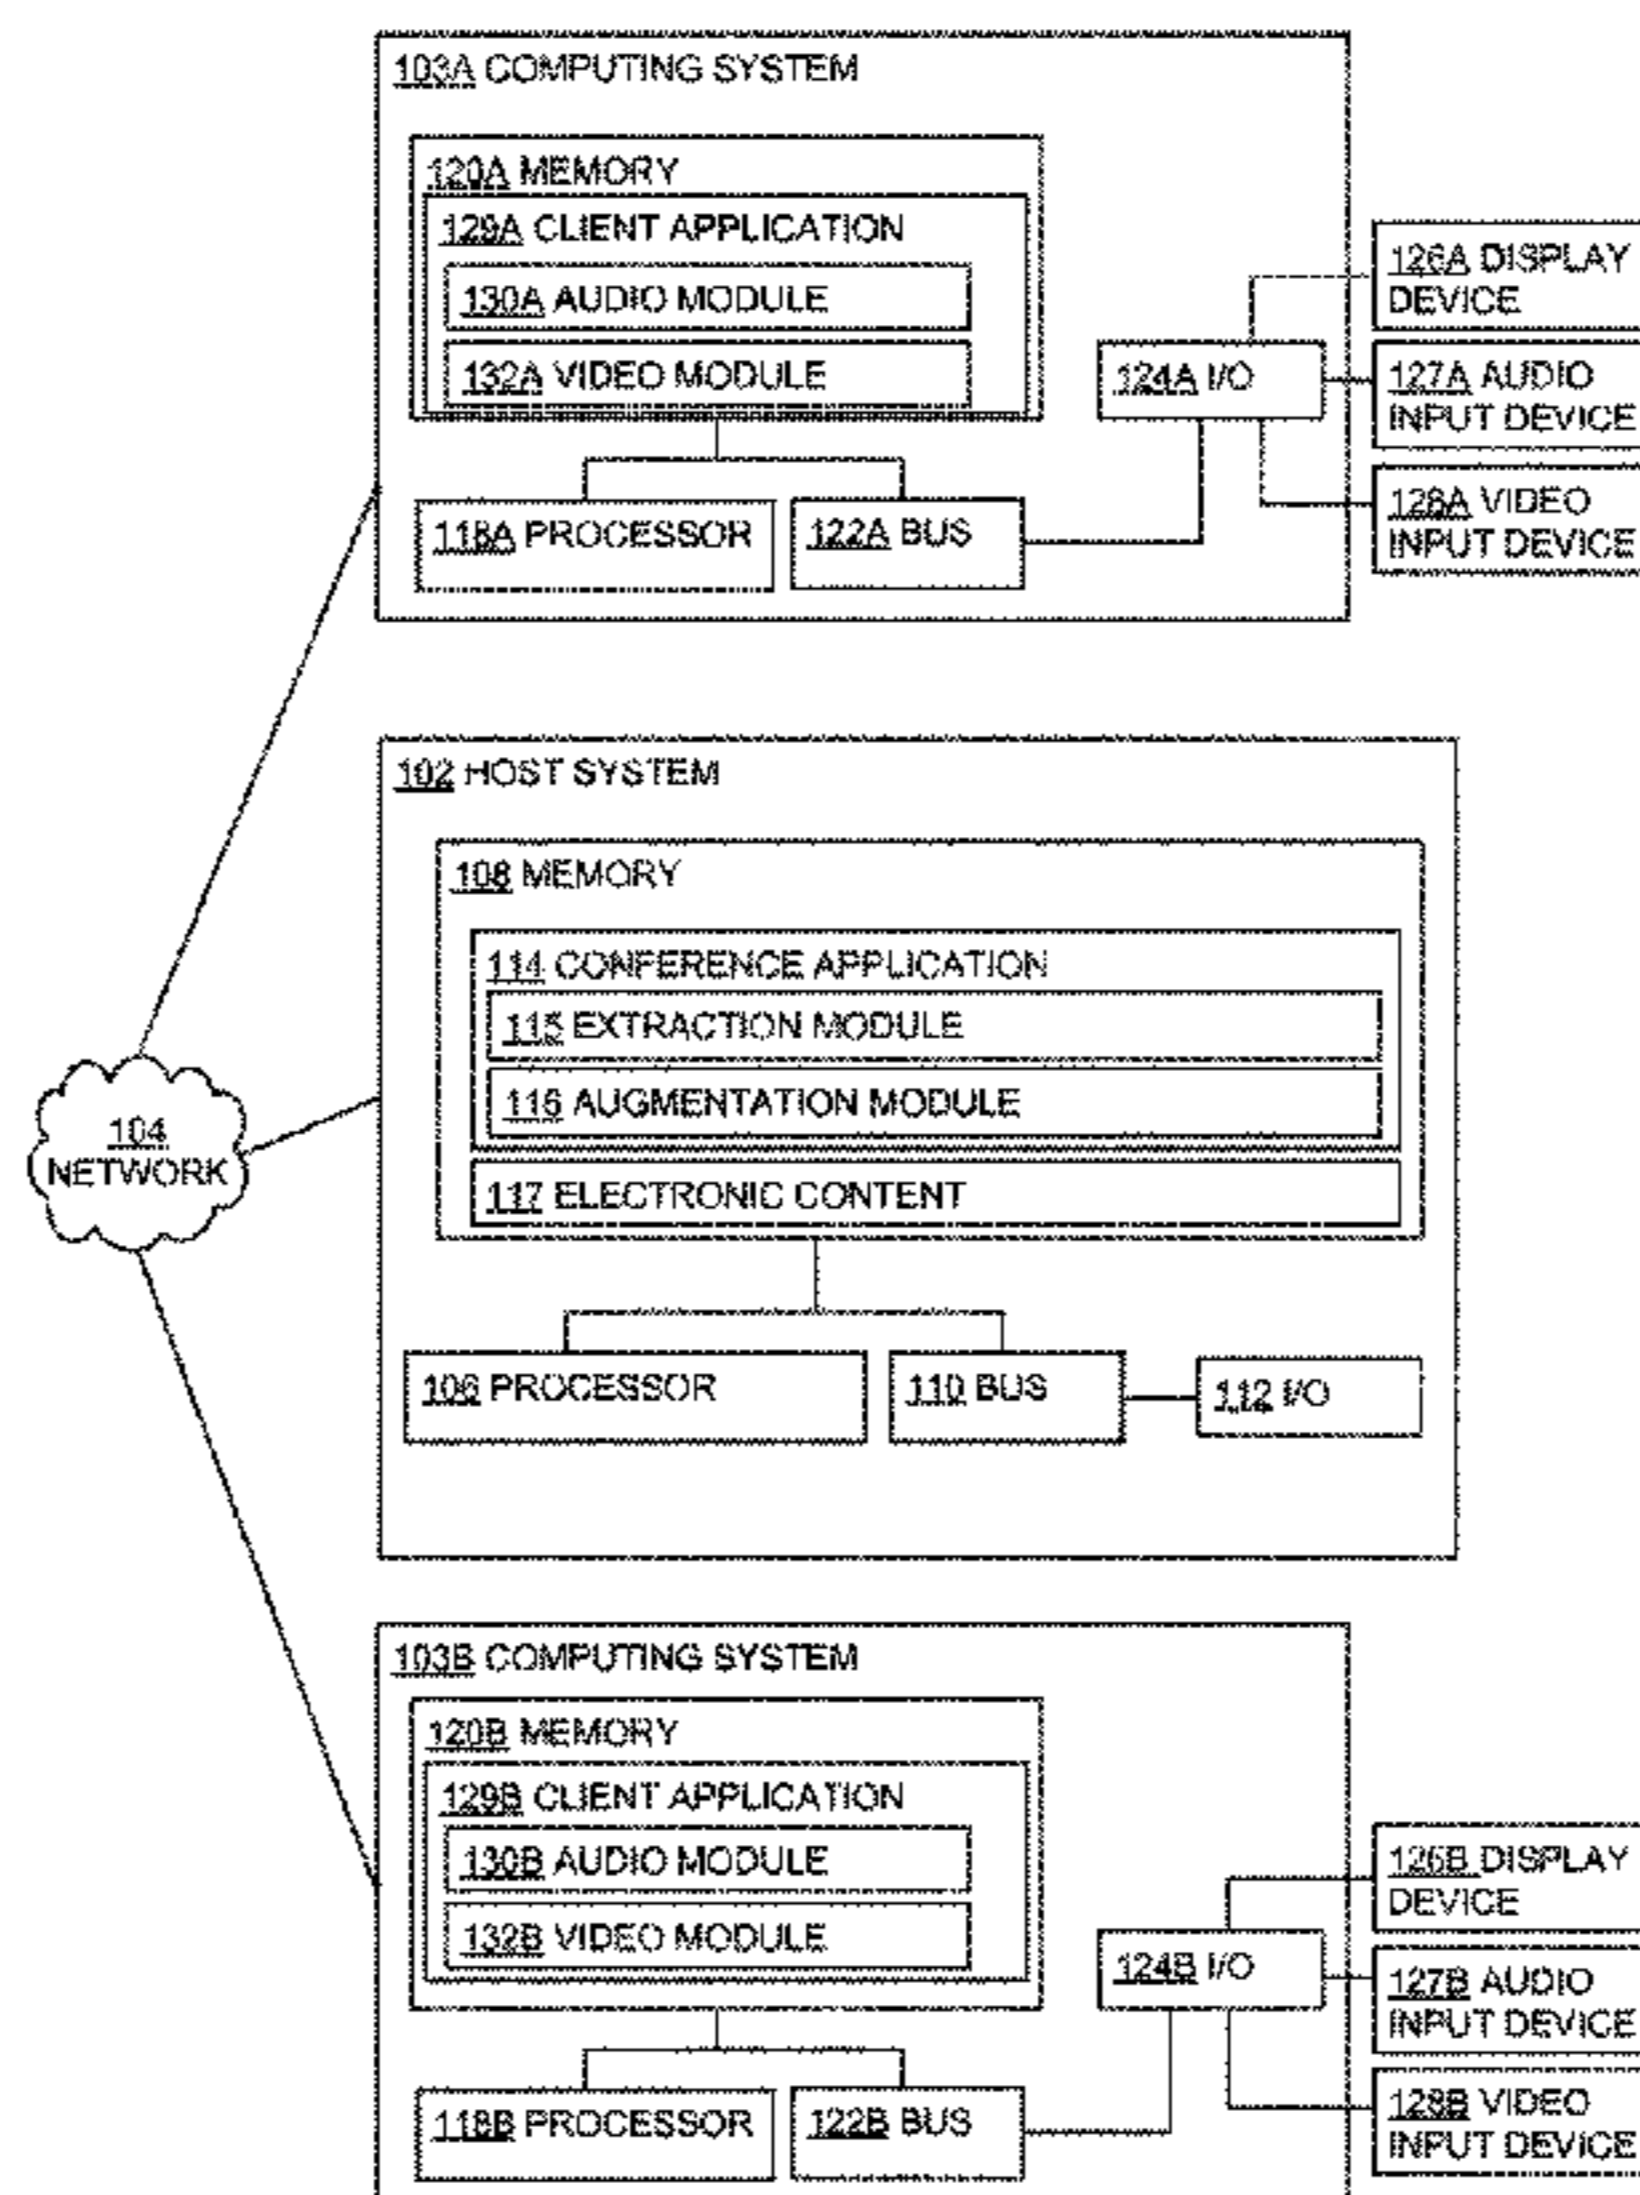 103A COMPUTING SYSTEM
120A MEMORY
129A CLIENT APPLICATION
130A AUDIO MODULE
132A VIDEO MODULE
124A I/O
126A DISPLAY
DEVICE
127A AUDIO
INPUT DEVICE
128A VIDEO
INPUT DEVICE
118A PROCESSOR
122A BUS
102 HOST SYSTEM
108 MEMORY
114 CONFERENCE APPLICATION
115 EXTRACTION MODULE
116 AUGMENTATION MODULE
117 ELECTRONIC CONTENT
104
NETWORK
106 PROCESSOR
110 BUS
112 I/O
103B COMPUTING SYSTEM
120B MEMORY
129B CLIENT APPLICATION
130B AUDIO MODULE
132B VIDEO MODULE
124B I/O
126B DISPLAY
DEVICE
127B AUDIO
INPUT DEVICE
128B VIDEO
INPUT DEVICE
118B PROCESSOR
122B BUS